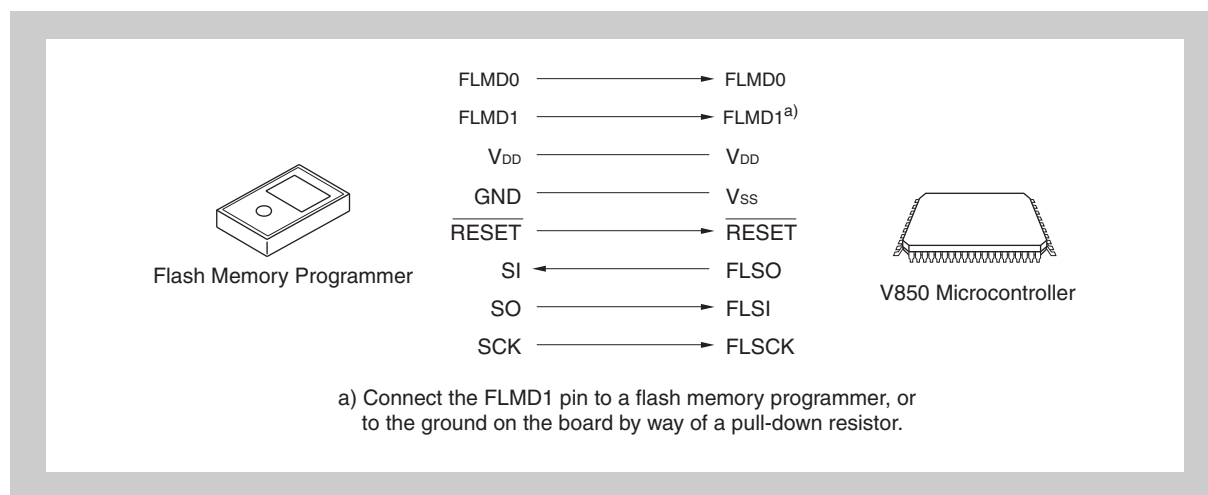 FLMD0 FLMD0
FLMD1 FLMD1a)
VDD VDD
GND VSS
RESET RESET
SI FLSO
SO FLSI
SCK FLSCK
Flash Memory Programmer
V850 Microcontroller
a) Connect the FLMD1 pin to a flash memory programmer, or
to the ground on the board by way of a pull-down resistor.